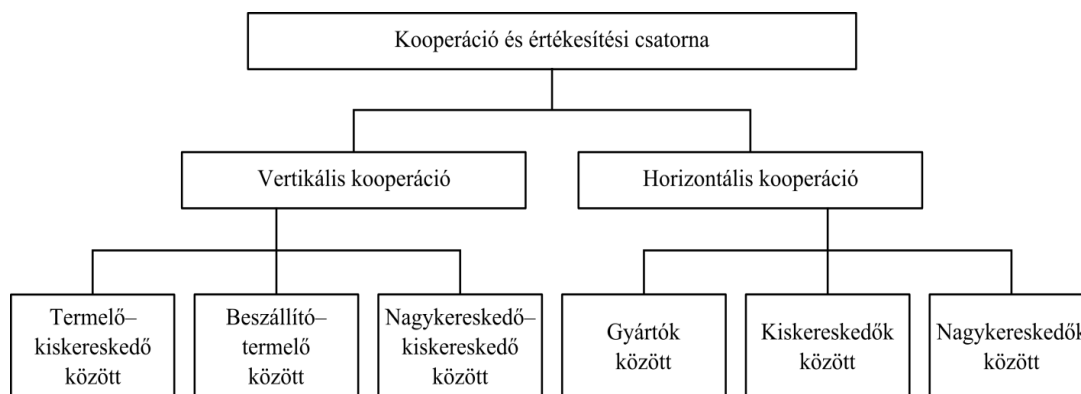 Kooperáció és értékesítési csatorna
Vertikális kooperáció
Horizontális kooperáció
Termelő–
kiskereskedő
között
Beszállító–
termelő
között
Nagykereskedő–
kiskereskedő
között
Gyártók
között
Kiskereskedők
között
Nagykereskedők
között